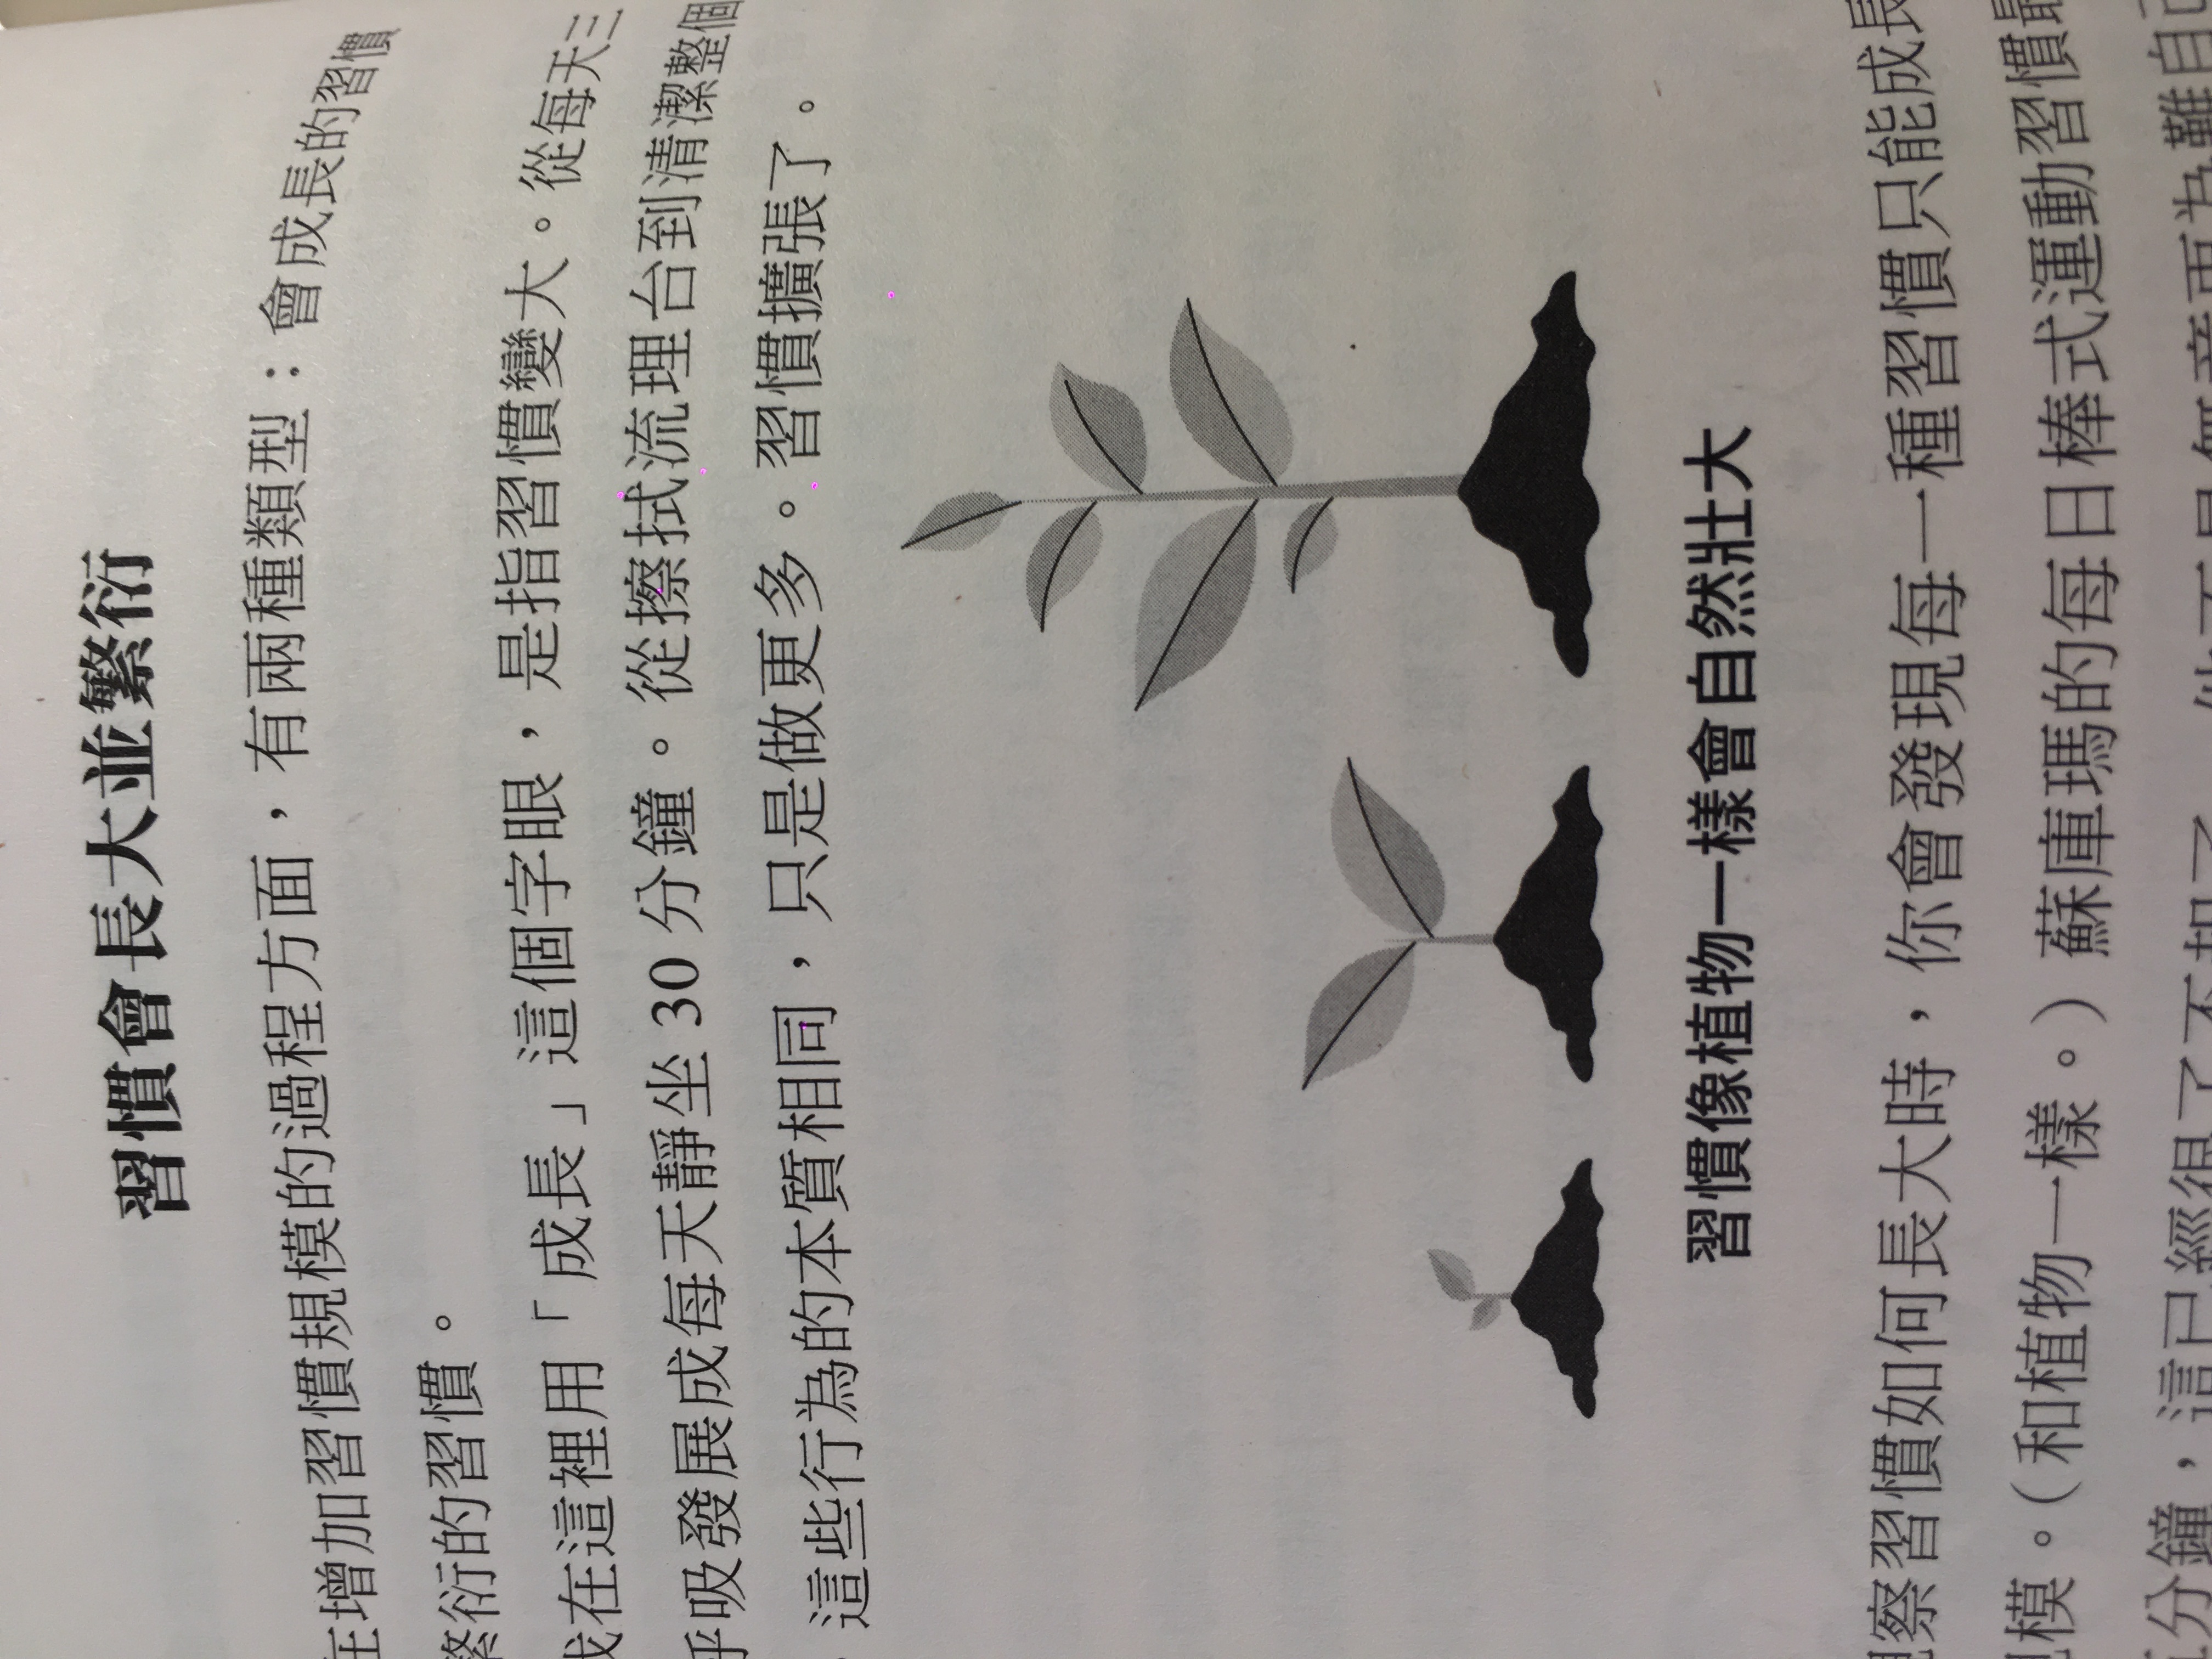 習慣會長大並繁衍
在增加習慣規模的過程方面，有兩種類型：會成長的習慣
繁衍的習慣。
我在這裡用「成長」這個字眼，是指習慣變大。從每天三
呼吸發展成每天靜坐 30 分鐘。從擦拭流理台到清潔整個
，這些行為的本質相同，只是做更多。習慣擴張了。
習慣像植物一樣會自然壯大
觀察習慣如何長大時，你會發現每一種習慣只能成長
規模。（和植物一樣。）蘇庫瑪的每日棒式運動習慣最
五分鐘，這已經很了不起了